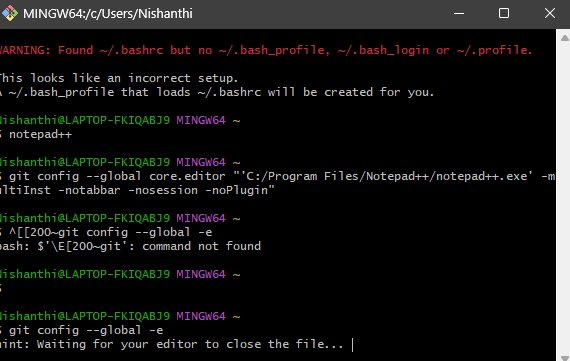 MINGW64:/c/Users/Nishanthi
WARNING: Found ~/.bashrc but no ~/.bash_profile, ~/.bash_login or ~/.profile.
This looks like an incorrect setup.
A ~/.bash_profile that loads ~/.bashrc will be created for you.
Nishanthi@LAPTOP-FKIQABJ9 MINGW64 ~
$ notepad++
Nishanthi@LAPTOP-FKIQABJ9 MINGW64 ~
$ git config --global core.editor "'C:/Program Files/Notepad++/notepad++.exe' -m
ultiInst -notabbar -nosession -noPlugin"
Nishanthi@LAPTOP-FKIQABJ9 MINGW64 ~
$ ^[[200~git config --global -e
bash: $'\E[200~git': command not found
Nishanthi@LAPTOP-FKIQABJ9 MINGW64 ~
$
Nishanthi@LAPTOP-FKIQABJ9 MINGW64 ~
$ git config --global -e
hint: Waiting for your editor to close the file...